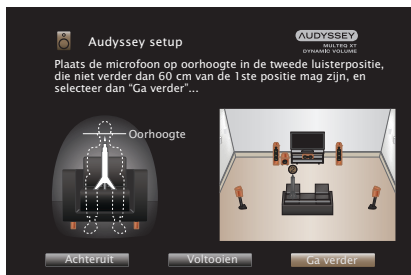 Audyssey setup
AUDYSSEY
MULTEQ XT
DYNAMIC VOLUME
Plaats de microfoon op oorhoogte in de tweede luisterpositie,
die niet verder dan 60 cm van de 1ste positie mag zijn, en
selecteer dan “Ga verder”...
Oorhoogte
Achteruit
Voltooien
Ga verder